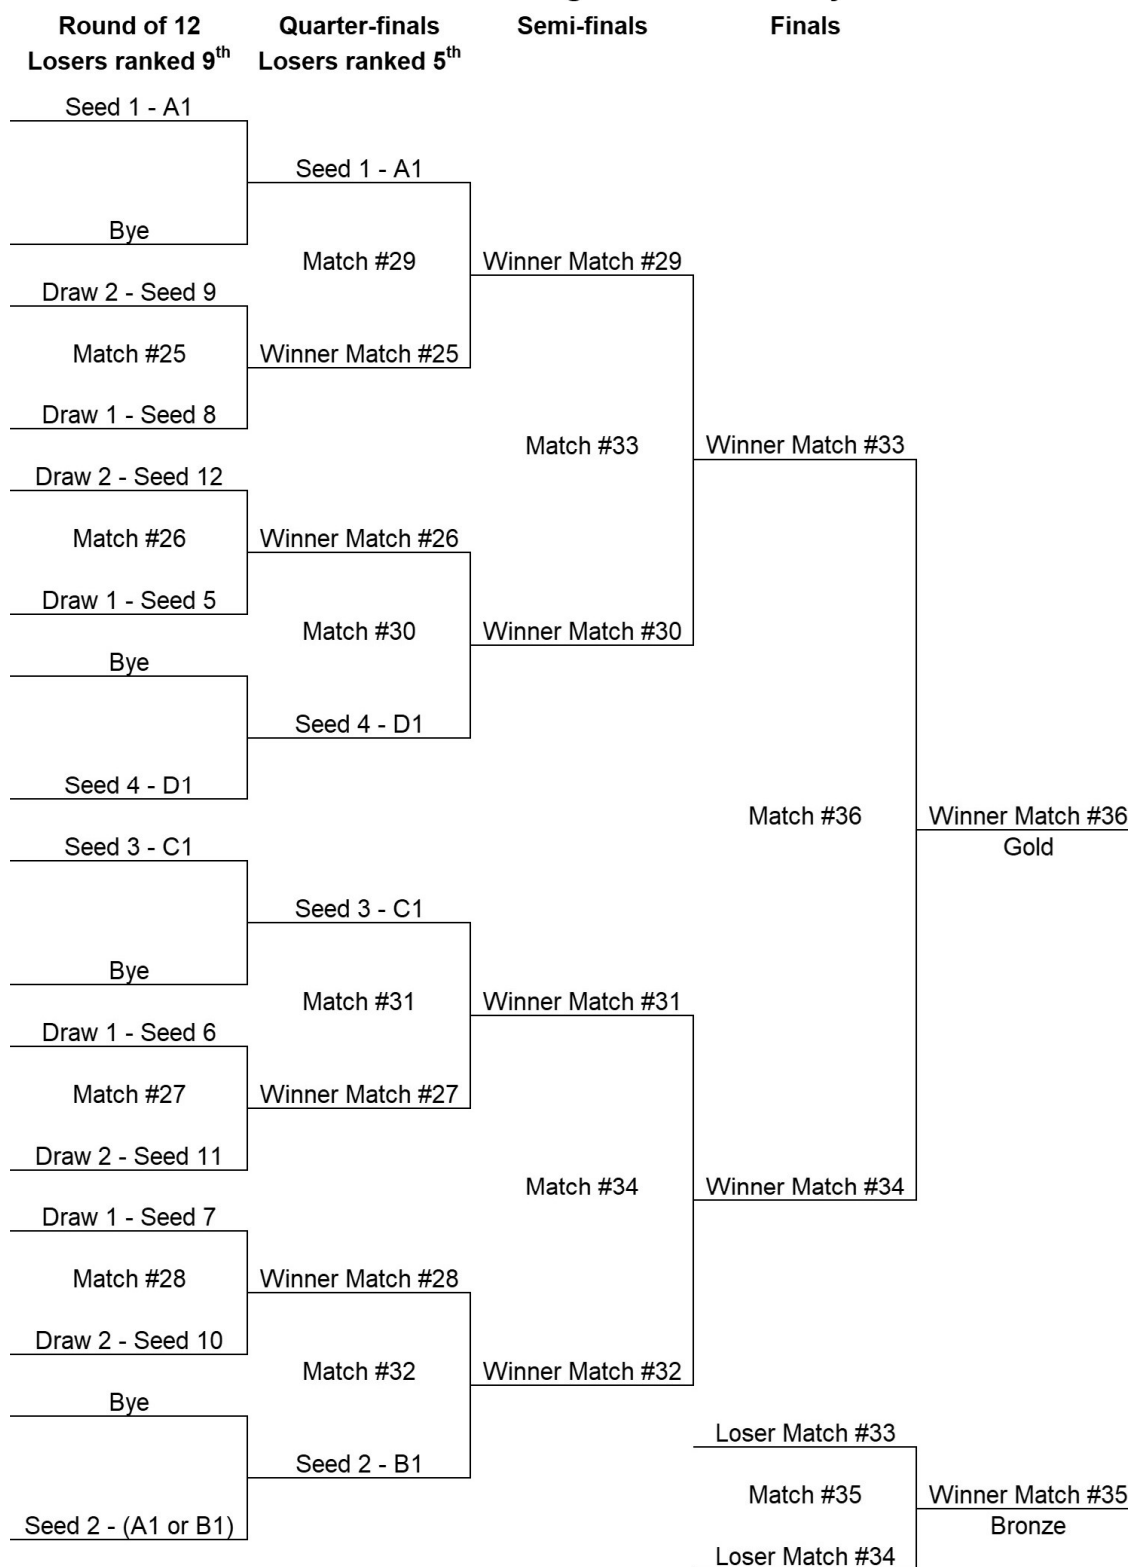 Round of 12 Quarter-finals Semi-finals Finals
Losers ranked 9th Losers ranked 5th
Seed 1 - A1
Seed 1 - A1
Bye
Match #29 Winner Match #29
Draw 2 - Seed 9
Match #25 Winner Match #25
Draw 1 - Seed 8
Match #33 Winner Match #33
Draw 2 - Seed 12
Match #26 Winner Match #26
Draw 1 - Seed 5
Match #30 Winner Match #30
Bye
Seed 4 - D1
Seed 4 - D1
Match #36 Winner Match #36
Seed 3 - C1 Gold
Seed 3 - C1
Bye
Match #31 Winner Match #31
Draw 1 - Seed 6
Match #27 Winner Match #27
Draw 2 - Seed 11
Match #34 Winner Match #34
Draw 1 - Seed 7
Match #28 Winner Match #28
Draw 2 - Seed 10
Match #32 Winner Match #32
Bye
Loser Match #33
Seed 2 - B1
Match #35 Winner Match #35
Seed 2 - (A1 or B1) Bronze
Loser Match #34